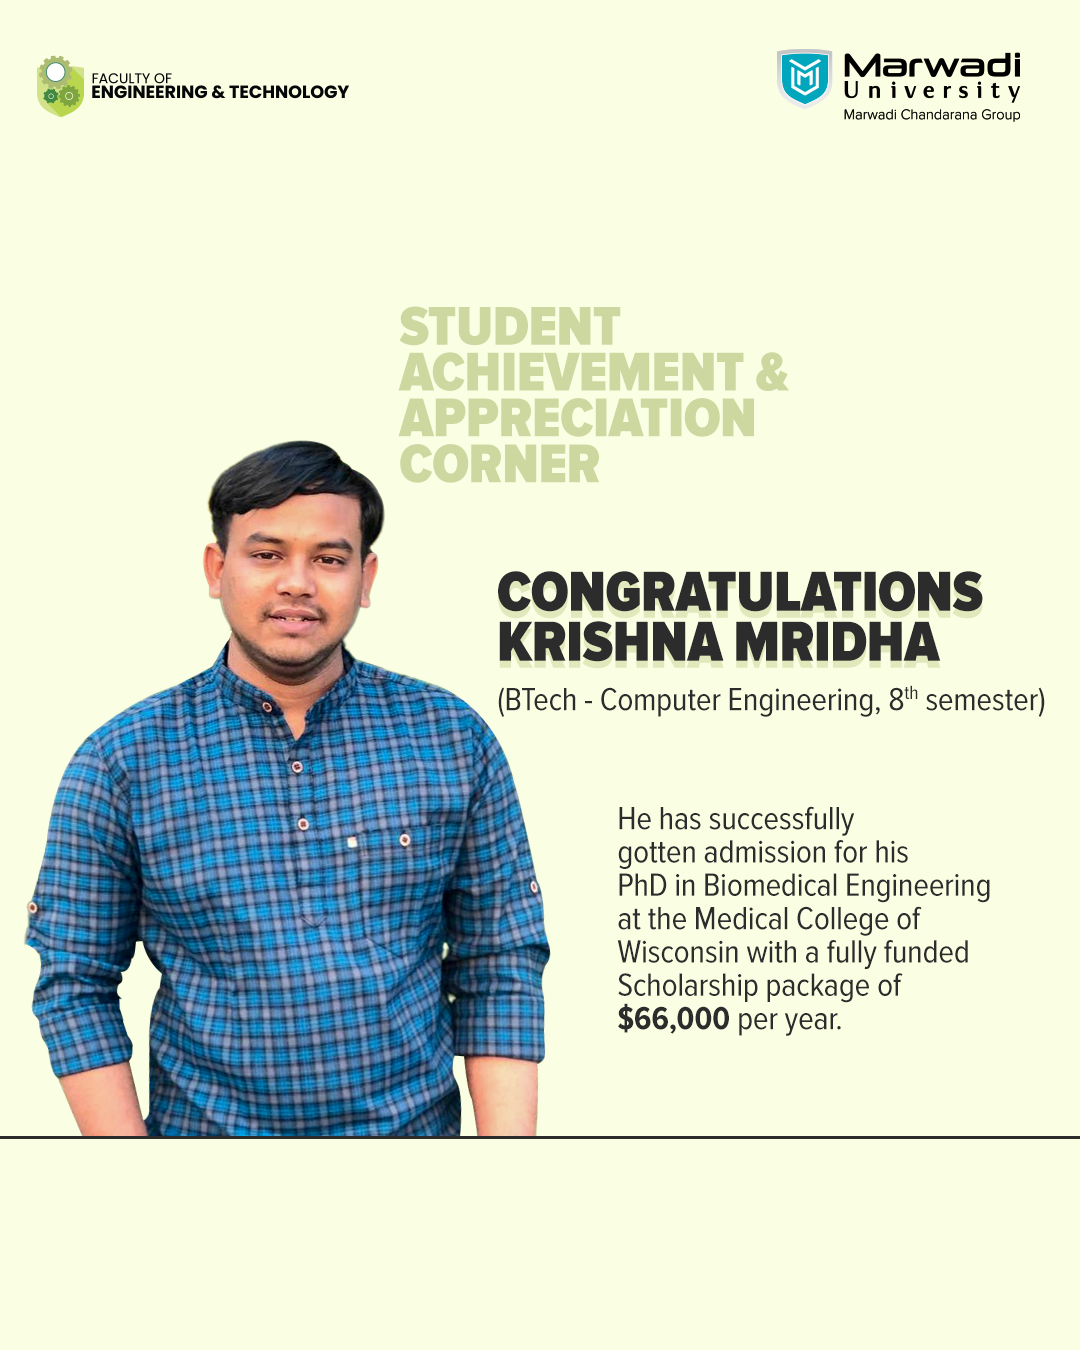 FACULTY OF
ENGINEERING & TECHNOLOGY
Marwadi
University
Marwadi Chandarana Group
STUDENT
ACHIEVEMENT &
APPRECIATION
CORNER
CONGRATULATIONS
KRISHNA MRIDHA
(BTech - Computer Engineering, 8th semester)
He has successfully
gotten admission for his
PhD in Biomedical Engineering
at the Medical College of
Wisconsin with a fully funded
Scholarship package of
$66,000 per year.